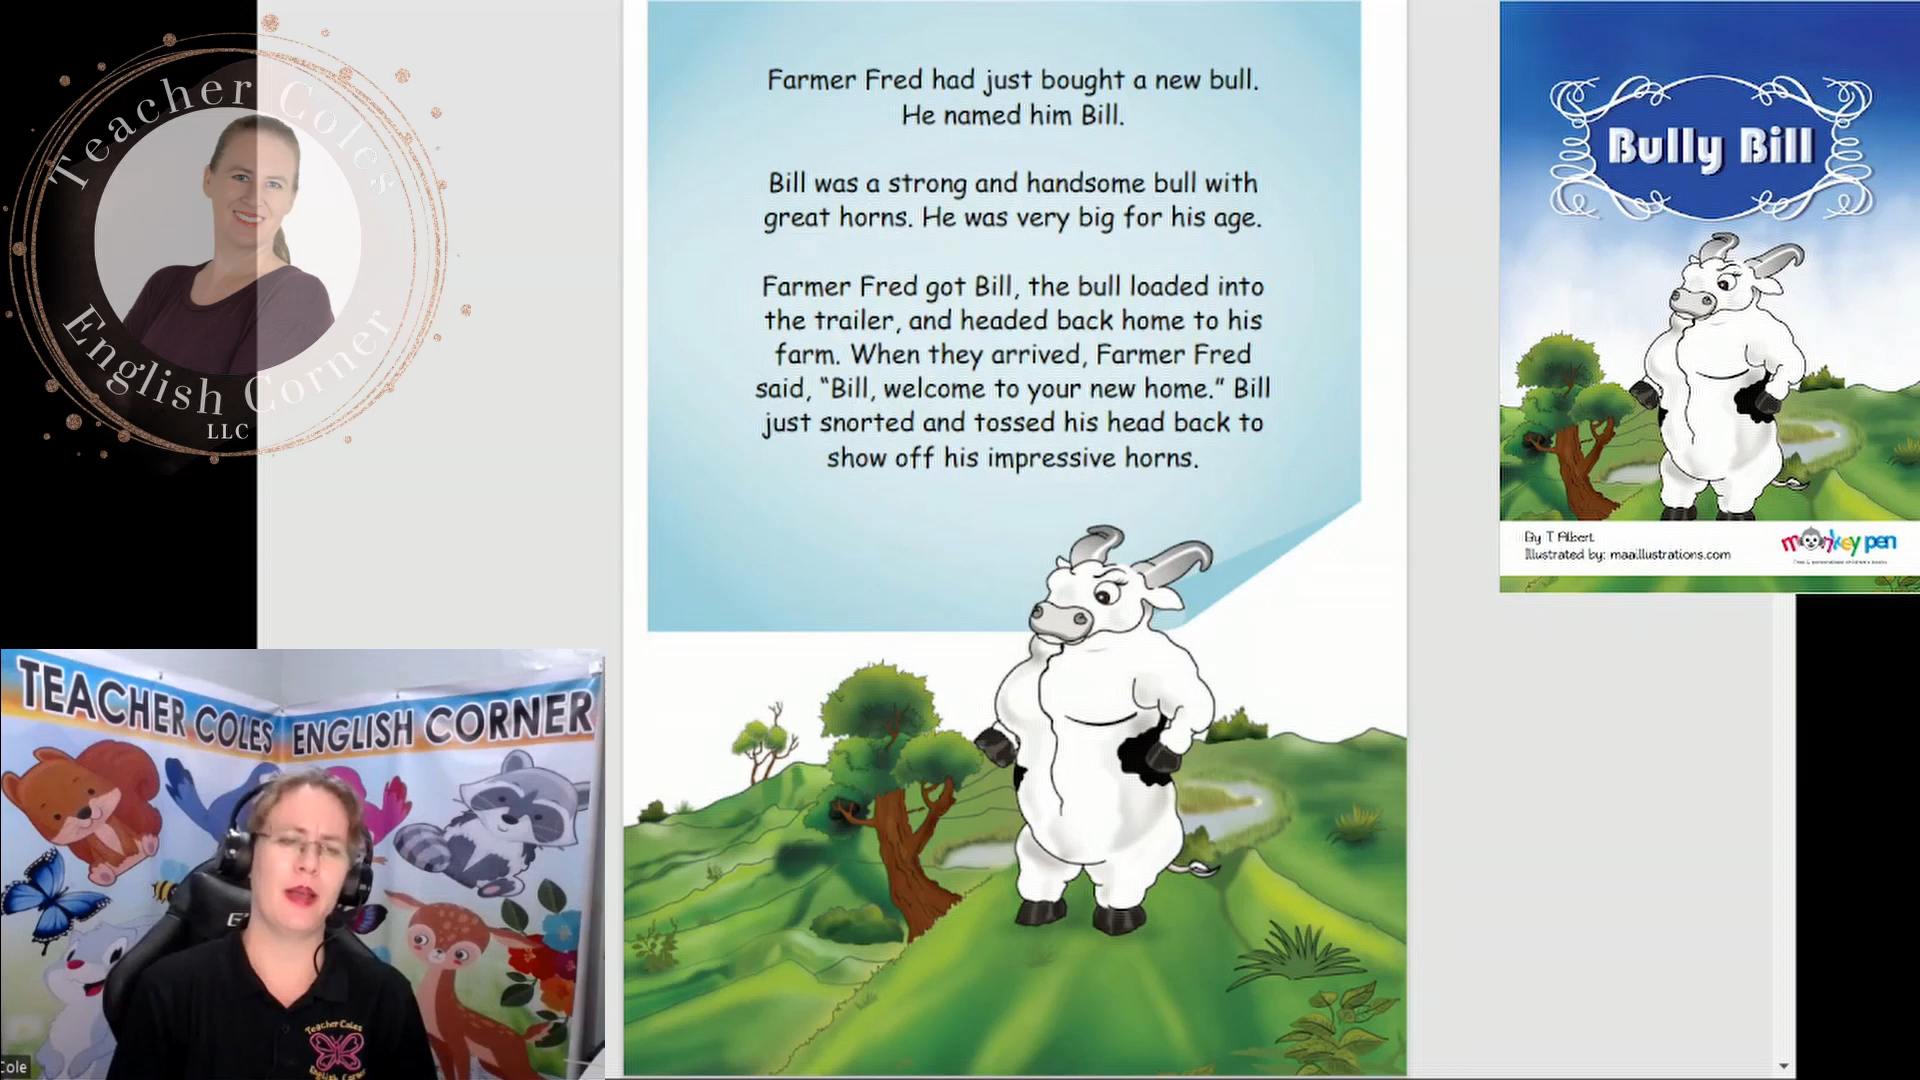 Teacher Coles
English Corner
LLC
Farmer Fred had just bought a new bull.
He named him Bill.
Bill was a strong and handsome bull with
great horns. He was very big for his age.
Farmer Fred got Bill, the bull loaded into
the trailer, and headed back home to his
farm. When they arrived, Farmer Fred
said, “Bill, welcome to your new home.” Bill
just snorted and tossed his head back to
show off his impressive horns.
Bully Bill
By T Albert
Illustrated by: maaillustrations.com
monkey pen
TEACHER COLES ENGLISH CORNER
Teacher Coles
English Corner
Cole